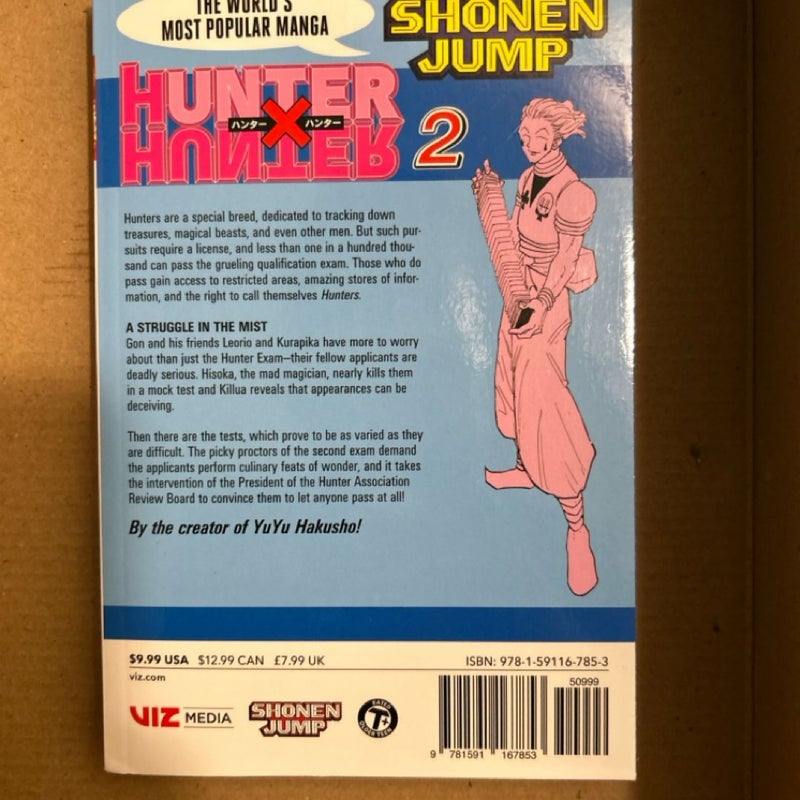 THE WORLD'S
MOST POPULAR MANGA
SHONEN
JUMP
HUNTER
ハンター X ハンター
HUNTER
2
Hunters are a special breed, dedicated to tracking down
treasures, magical beasts, and even other men. But such pur-
suits require a license, and less than one in a hundred thou-
sand can pass the grueling qualification exam. Those who do
pass gain access to restricted areas, amazing stores of infor-
mation, and the right to call themselves Hunters.
A STRUGGLE IN THE MIST
Gon and his friends Leorio and Kurapika have more to worry
about than just the Hunter Exam—their fellow applicants are
deadly serious. Hisoka, the mad magician, nearly kills them
in a mock test and Killua reveals that appearances can be
deceiving.
Then there are the tests, which prove to be as varied as they
are difficult. The picky proctors of the second exam demand
the applicants perform culinary feats of wonder, and it takes
the intervention of the President of the Hunter Association
Review Board to convince them to let anyone pass at all!
By the creator of YuYu Hakusho!
$9.99 USA $12.99 CAN £7.99 UK
ISBN: 978-1-59116-785-3
viz.com
50999
VIZ MEDIA
SHONEN
JUMP
RATED
T+
OLDER TEEN
9 781591 167853